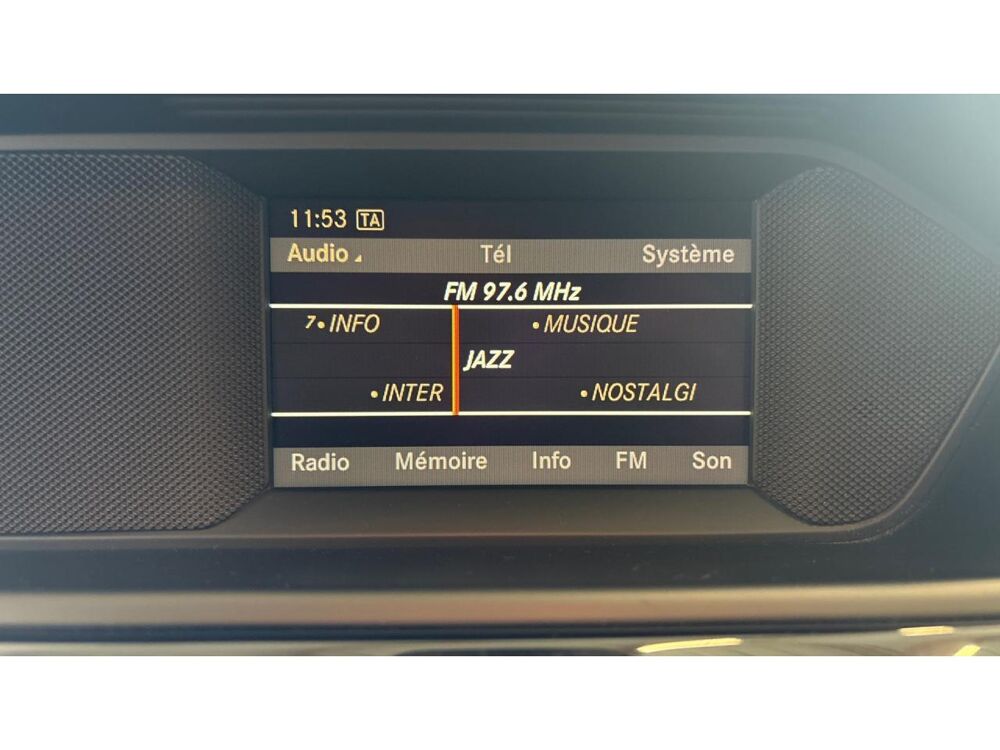 11:53 TA
Audio Tél Système
FM 97.6 MHz
7•INFO •MUSIQUE
JAZZ
•INTER •NOSTALGI
Radio Mémoire Info FM Son